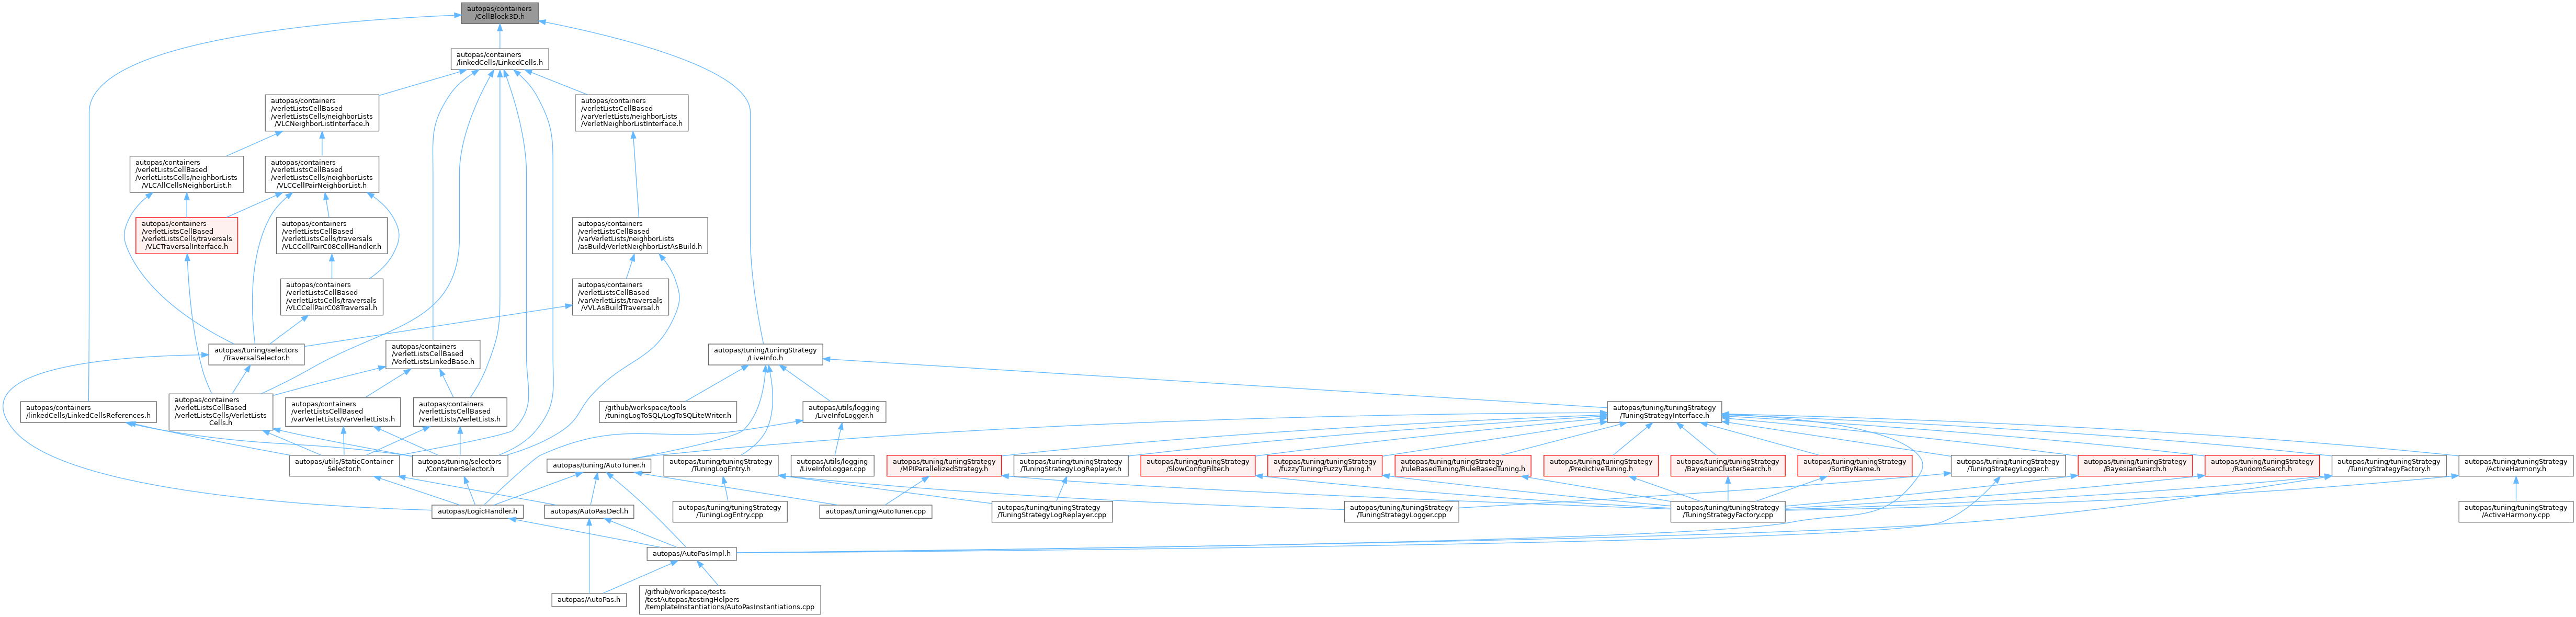 autopas/containers
/CellBlock3D.h
autopas/containers
/linkedCells/LinkedCells.h
autopas/containers
/verletListsCellBased
/verletListsCells/neighborLists
/VLCNeighborListInterface.h
autopas/containers
/verletListsCellBased
/varVerletLists/neighborLists
/VerletNeighborListInterface.h
autopas/containers
/verletListsCellBased
/verletListsCells/neighborLists
/VLCAllCellsNeighborList.h
autopas/containers
/verletListsCellBased
/verletListsCells/neighborLists
/VLCCellPairNeighborList.h
autopas/containers
/verletListsCellBased
/verletListsCells/traversals
/VLCTraversalInterface.h
autopas/containers
/verletListsCellBased
/verletListsCells/traversals
/VLCCellPairC08CellHandler.h
autopas/containers
/verletListsCellBased
/varVerletLists/neighborLists
/asBuild/VerletNeighborListAsBuild.h
autopas/containers
/verletListsCellBased
/verletListsCells/traversals
/VLCCellPairC08Traversal.h
autopas/containers
/verletListsCellBased
/varVerletLists/traversals
/VVLAsBuildTraversal.h
autopas/tuning/selectors
/TraversalSelector.h
autopas/containers
/verletListsCellBased
/VerletListsLinkedBase.h
autopas/tuning/tuningStrategy
/LiveInfo.h
autopas/containers
/linkedCells/LinkedCellsReferences.h
autopas/containers
/verletListsCellBased
/verletListsCells/VerletLists
Cells.h
autopas/containers
/verletListsCellBased
/varVerletLists/VarVerletLists.h
autopas/containers
/verletListsCellBased
/verletLists/VerletLists.h
/github/workspace/tools
/tuningLogToSQL/LogToSQLiteWriter.h
autopas/utils/logging
/LiveInfoLogger.h
autopas/tuning/tuningStrategy
/TuningStrategyInterface.h
autopas/utils/StaticContainer
Selector.h
autopas/tuning/selectors
/ContainerSelector.h
autopas/tuning/AutoTuner.h
autopas/tuning/tuningStrategy
/TuningLogEntry.h
autopas/utils/logging
/LiveInfoLogger.cpp
autopas/tuning/tuningStrategy
/MPIParallelizedStrategy.h
autopas/tuning/tuningStrategy
/TuningStrategyLogReplayer.h
autopas/tuning/tuningStrategy
/SlowConfigFilter.h
autopas/tuning/tuningStrategy
/fuzzyTuning/FuzzyTuning.h
autopas/tuning/tuningStrategy
/ruleBasedTuning/RuleBasedTuning.h
autopas/tuning/tuningStrategy
/PredictiveTuning.h
autopas/tuning/tuningStrategy
/BayesianClusterSearch.h
autopas/tuning/tuningStrategy
/SortByName.h
autopas/tuning/tuningStrategy
/TuningStrategyLogger.h
autopas/tuning/tuningStrategy
/BayesianSearch.h
autopas/tuning/tuningStrategy
/RandomSearch.h
autopas/tuning/tuningStrategy
/TuningStrategyFactory.h
autopas/tuning/tuningStrategy
/ActiveHarmony.h
autopas/LogicHandler.h
autopas/AutoPasDecl.h
autopas/tuning/tuningStrategy
/TuningLogEntry.cpp
autopas/tuning/AutoTuner.cpp
autopas/tuning/tuningStrategy
/TuningStrategyLogReplayer.cpp
autopas/tuning/tuningStrategy
/TuningStrategyLogger.cpp
autopas/tuning/tuningStrategy
/TuningStrategyFactory.cpp
autopas/tuning/tuningStrategy
/ActiveHarmony.cpp
autopas/AutoPasImpl.h
autopas/AutoPas.h
/github/workspace/tests
/testAutopas/testingHelpers
/templateInstantiations/AutoPasInstantiations.cpp